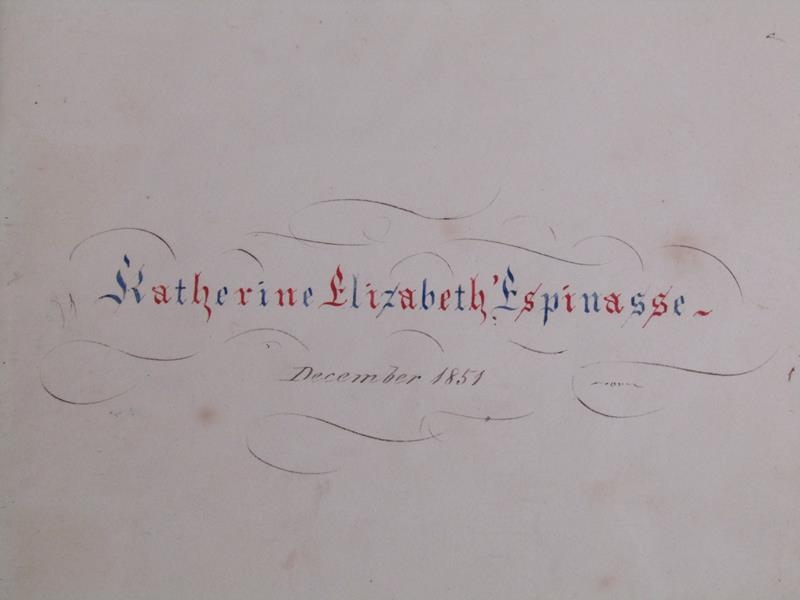 Katherine Elizabeth 'Espinasse~
December 1851